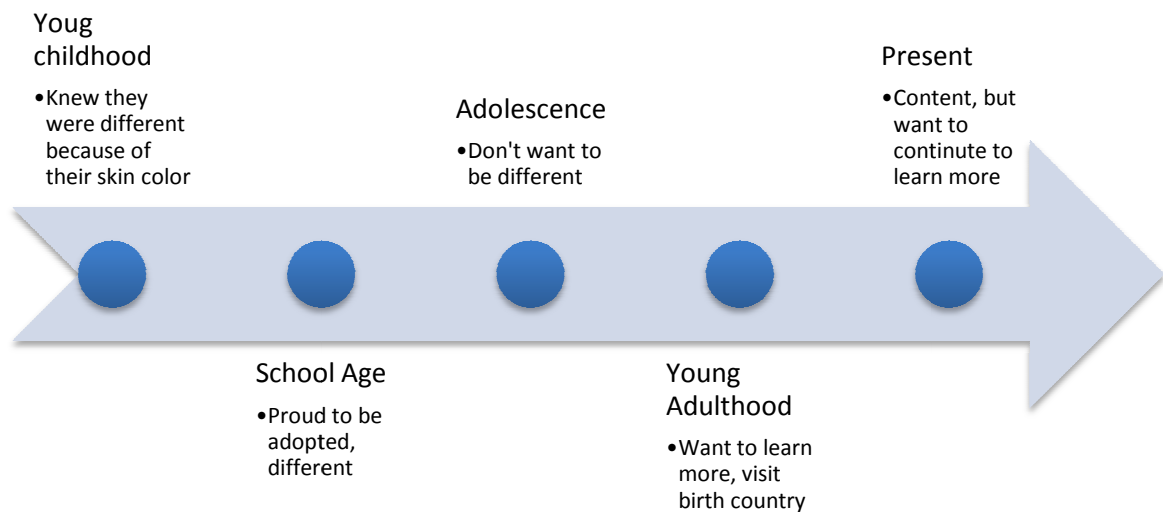 Youg
childhood
•Knew they
were different
because of
their skin color
School Age
•Proud to be
adopted,
different
Adolescence
•Don't want to
be different
Young
Adulthood
•Want to learn
more, visit
birth country
Present
•Content, but
want to
continute to
learn more